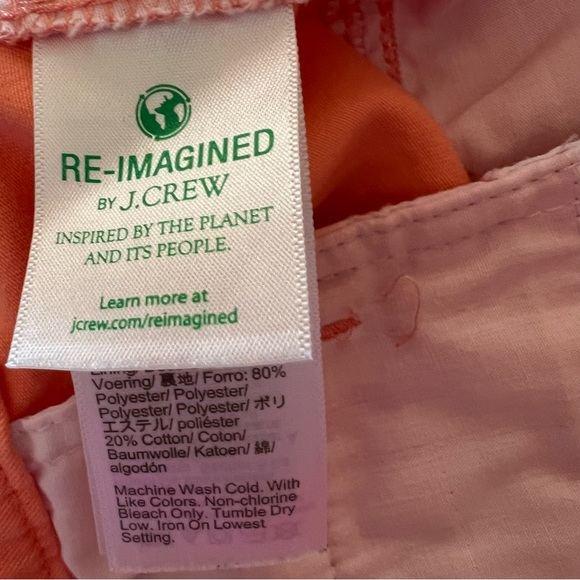 RE-IMAGINED
BY J.CREW
INSPIRED BY THE PLANET
AND ITS PEOPLE.
Learn more at
jcrew.com/reimagined
Voering/ 裏地/ Forro: 80%
Polyester/ Polyester/
Polyester/ Polyester/ ポリ
エステル/ poliéster
20% Cotton/ Coton/
Baumwolle/ Katoen/ 綿/
algodón
Machine Wash Cold. With
Like Colors. Non-chlorine
Bleach Only. Tumble Dry
Low. Iron On Lowest
Setting.